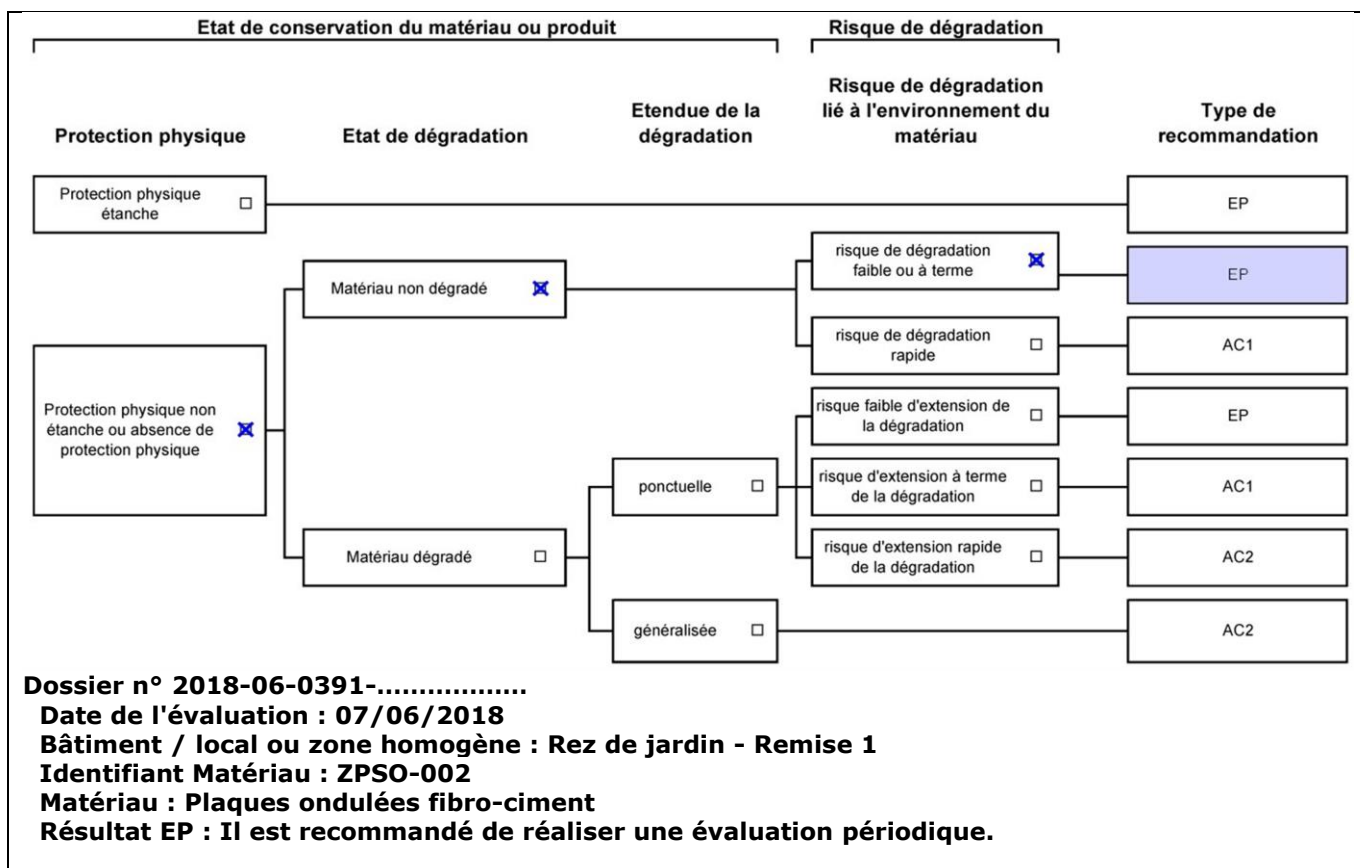 Etat de conservation du matériau ou produit
Risque de dégradation
Protection physique
Etat de dégradation
Etendue de la
dégradation
Risque de dégradation
lié à l'environnement du
matériau
Type de
recommandation
Protection physique
étanche
EP
Matériau non dégradé
risque de dégradation
faible ou à terme
EP
risque de dégradation
rapide
AC1
Protection physique non
étanche ou absence de
protection physique
risque faible d'extension de
la dégradation
EP
ponctuelle
risque d'extension à terme
de la dégradation
AC1
Matériau dégradé
risque d'extension rapide
de la dégradation
AC2
généralisée
AC2
Dossier n° 2018-06-0391-..................
Date de l'évaluation : 07/06/2018
Bâtiment / local ou zone homogène : Rez de jardin - Remise 1
Identifiant Matériau : ZPSO-002
Matériau : Plaques ondulées fibro-ciment
Résultat EP : Il est recommandé de réaliser une évaluation périodique.